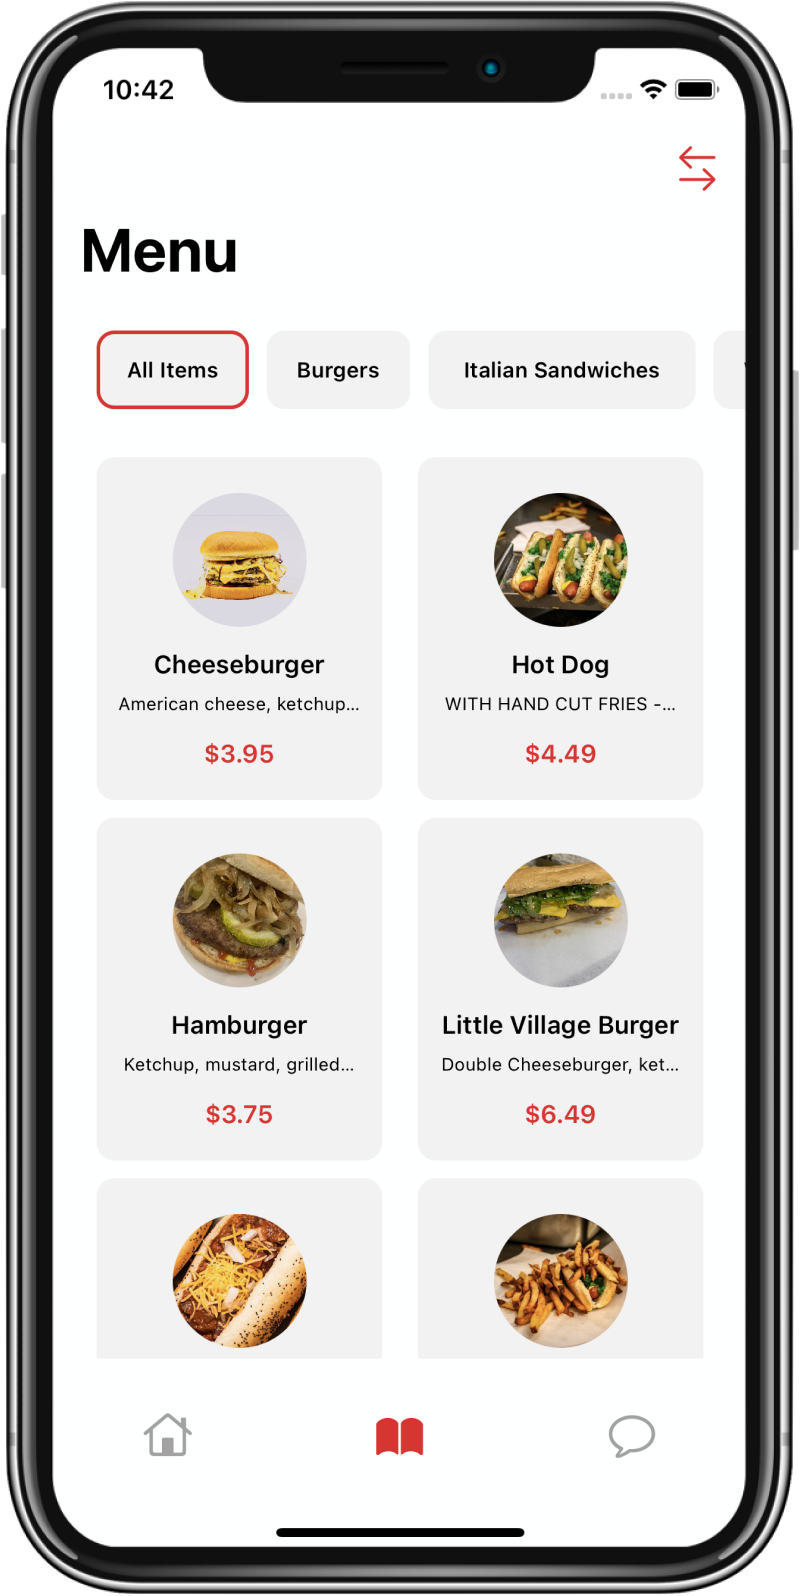 10:42
Menu
All Items
Burgers
Italian Sandwiches
Cheeseburger
American cheese, ketchup...
$3.95
Hot Dog
WITH HAND CUT FRIES -...
$4.49
Hamburger
Ketchup, mustard, grilled...
$3.75
Little Village Burger
Double Cheeseburger, ket...
$6.49